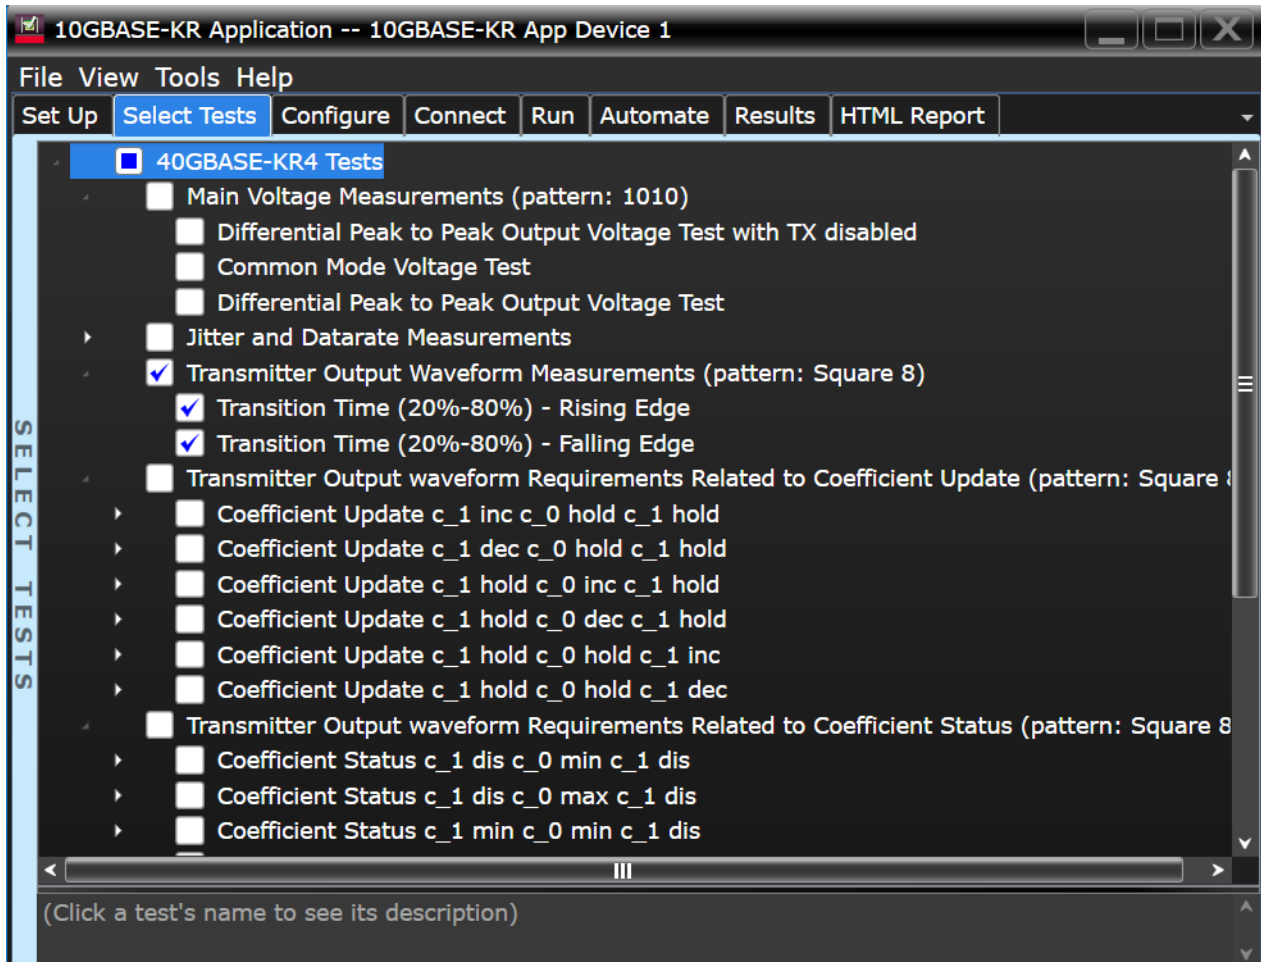 10GBASE-KR Application -- 10GBASE-KR App Device 1
File View Tools Help
Set Up Select Tests Configure Connect Run Automate Results HTML Report
40GBASE-KR4 Tests
Main Voltage Measurements (pattern: 1010)
Differential Peak to Peak Output Voltage Test with TX disabled
Common Mode Voltage Test
Differential Peak to Peak Output Voltage Test
Jitter and Datarate Measurements
Transmitter Output Waveform Measurements (pattern: Square 8)
Transition Time (20%-80%) - Rising Edge
Transition Time (20%-80%) - Falling Edge
Transmitter Output waveform Requirements Related to Coefficient Update (pattern: Square 8
Coefficient Update c_1 inc c_0 hold c_1 hold
Coefficient Update c_1 dec c_0 hold c_1 hold
Coefficient Update c_1 hold c_0 inc c_1 hold
Coefficient Update c_1 hold c_0 dec c_1 hold
Coefficient Update c_1 hold c_0 hold c_1 inc
Coefficient Update c_1 hold c_0 hold c_1 dec
Transmitter Output waveform Requirements Related to Coefficient Status (pattern: Square 8
Coefficient Status c_1 dis c_0 min c_1 dis
Coefficient Status c_1 dis c_0 max c_1 dis
Coefficient Status c_1 min c_0 min c_1 dis
(Click a test's name to see its description)
SELECT TESTS